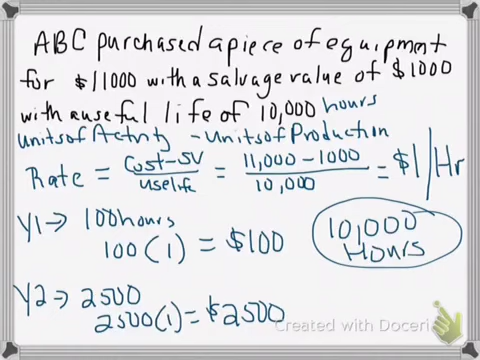 ABC purchased a piece of equipment
for $11000 with a salvage value of $1000
with a useful life of 10,000 hours
Units of Activity - Units of Production
Rate = Cost-SV / Uselife = 11,000-1000 / 10,000 = $1/Hr
Y1-> 100 hours
100 (1) = $100
10,000
Hours
Y2 -> 2500
2500(1) = $2500
Created with Doceri